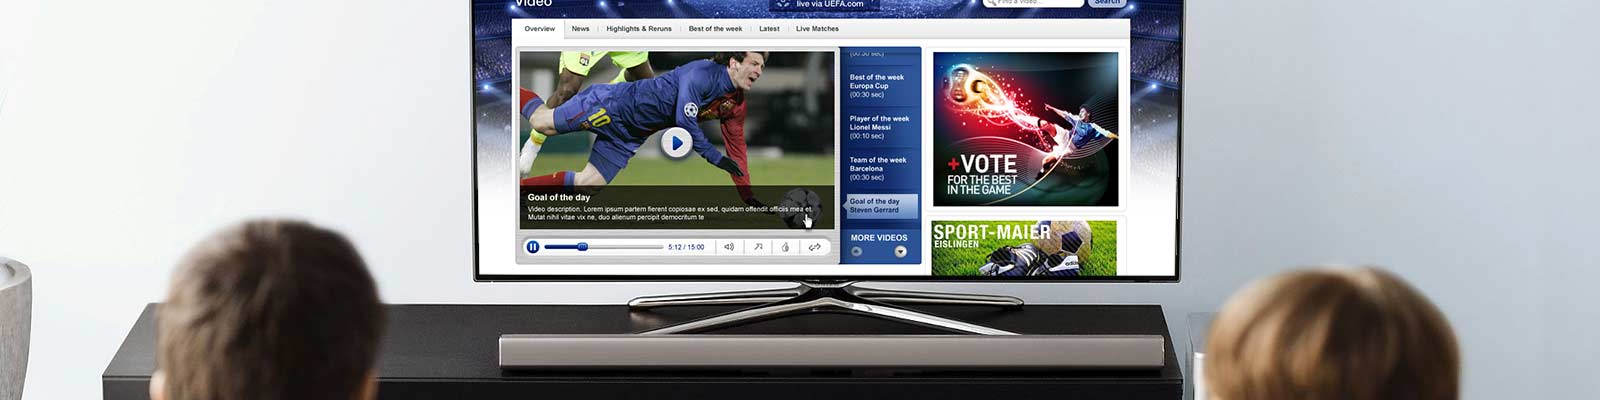 Video
live via UEFA.com
Find a video...
Search
Overview
News
Highlights & Reruns
Best of the week
Latest
Live Matches
10
Goal of the day
Video description. Lorem ipsum partem fierent copiosae ex sed, quidam offendit officiis mea et.
Mutat nihil vitae vix ne, duo alienum percipit democritum te
5:12 / 15:00
(00:30 sec)
Best of the week
Europa Cup
(00:30 sec)
Player of the week
Lionel Messi
(00:10 sec)
Team of the week
Barcelona
(00:30 sec)
Goal of the day
Steven Gerrard
MORE VIDEOS
+VOTE
FOR THE BEST
IN THE GAME
SPORT-MAIER
EISLINGEN
adidas